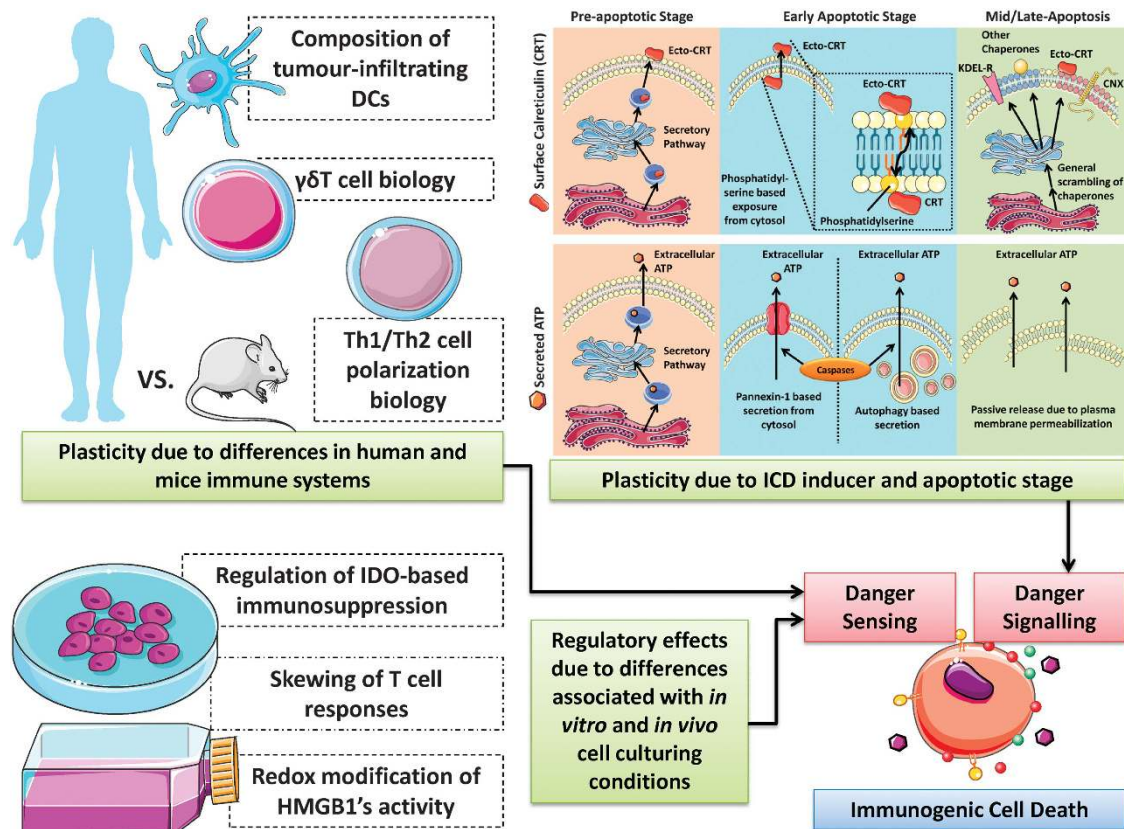 Composition of
tumour-infiltrating
DCs
γδT cell biology
Th1/Th2 cell
polarization
biology
VS.
Plasticity due to differences in human and
mice immune systems
Pre-apoptotic Stage
Early Apoptotic Stage
Mid/Late-Apoptosis
Surface Calreticulin (CRT)
Ecto-CRT
Secretory
Pathway
Ecto-CRT
Phosphatidyl-
serine based
exposure
from cytosol
Ecto-CRT
CRT
Phosphatidylserine
Other
Chaperones
KDEL-R
Ecto-CRT
CNX
General
scrambling of
chaperones
Secreted ATP
Extracellular
ATP
Secretory
Pathway
Extracellular
ATP
Extracellular ATP
Caspases
Pannexin-1 based
secretion from
cytosol
Autophagy based
secretion
Extracellular ATP
Passive release due to plasma
membrane permeabilization
Plasticity due to ICD inducer and apoptotic stage
Regulation of IDO-based
immunosuppression
Skewing of T cell
responses
Redox modification of
HMGB1's activity
Regulatory effects
due to differences
associated with in
vitro and in vivo
cell culturing
conditions
Danger
Sensing
Danger
Signalling
Immunogenic Cell Death